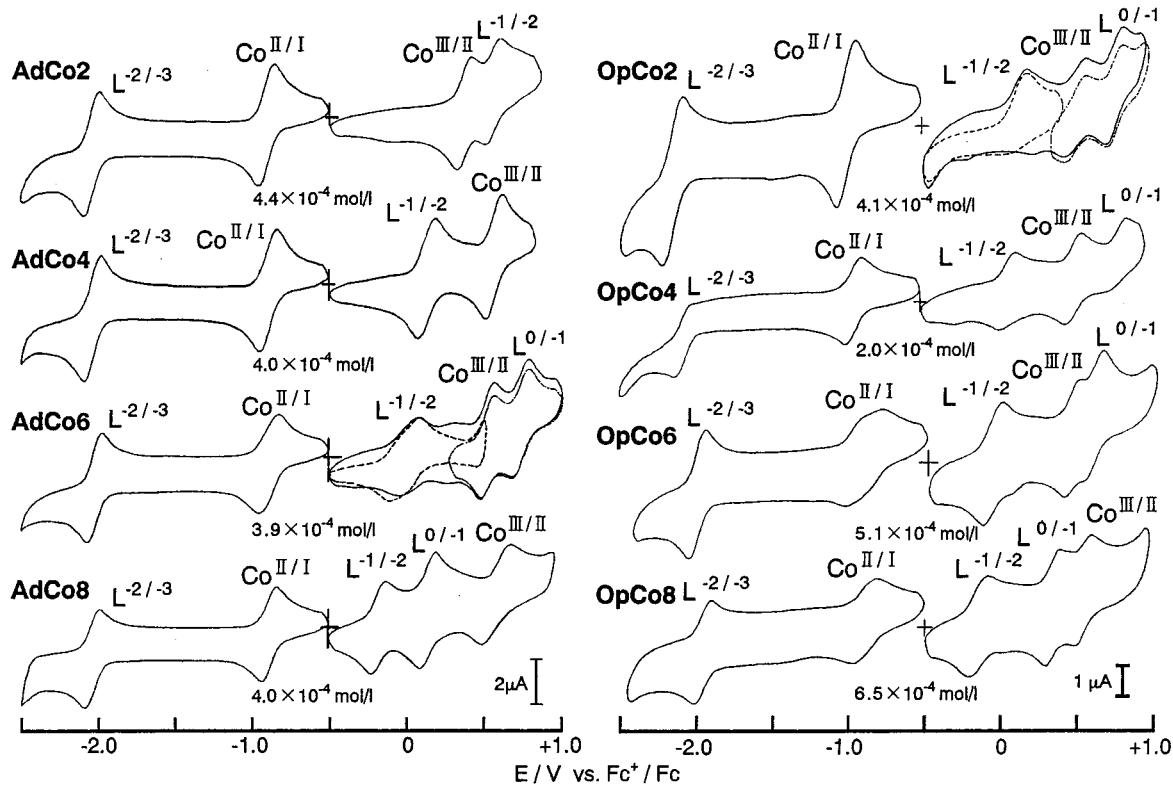 AdCo2
L-2/-3
CoII/I
CoIII/II
L-1/-2
4.4×10-4 mol/l
AdCo4
L-2/-3
CoII/I
L-1/-2
CoIII/II
4.0×10-4 mol/l
AdCo6
L-2/-3
CoII/I
L-1/-2
CoIII/II
L0/-1
3.9×10-4 mol/l
AdCo8
L-2/-3
CoII/I
L-1/-2
L0/-1
CoIII/II
4.0×10-4 mol/l
2μA
OpCo2
L-2/-3
CoII/I
L-1/-2
CoIII/II
L0/-1
4.1×10-4 mol/l
OpCo4
L-2/-3
CoII/I
L-1/-2
CoIII/II
L0/-1
2.0×10-4 mol/l
OpCo6
L-2/-3
CoII/I
L-1/-2
CoIII/II
L0/-1
5.1×10-4 mol/l
OpCo8
L-2/-3
CoII/I
L-1/-2
L0/-1
CoIII/II
6.5×10-4 mol/l
1 μA
-2.0 -1.0 0 +1.0
-2.0 -1.0 0 +1.0
E / V vs. Fc+ / Fc